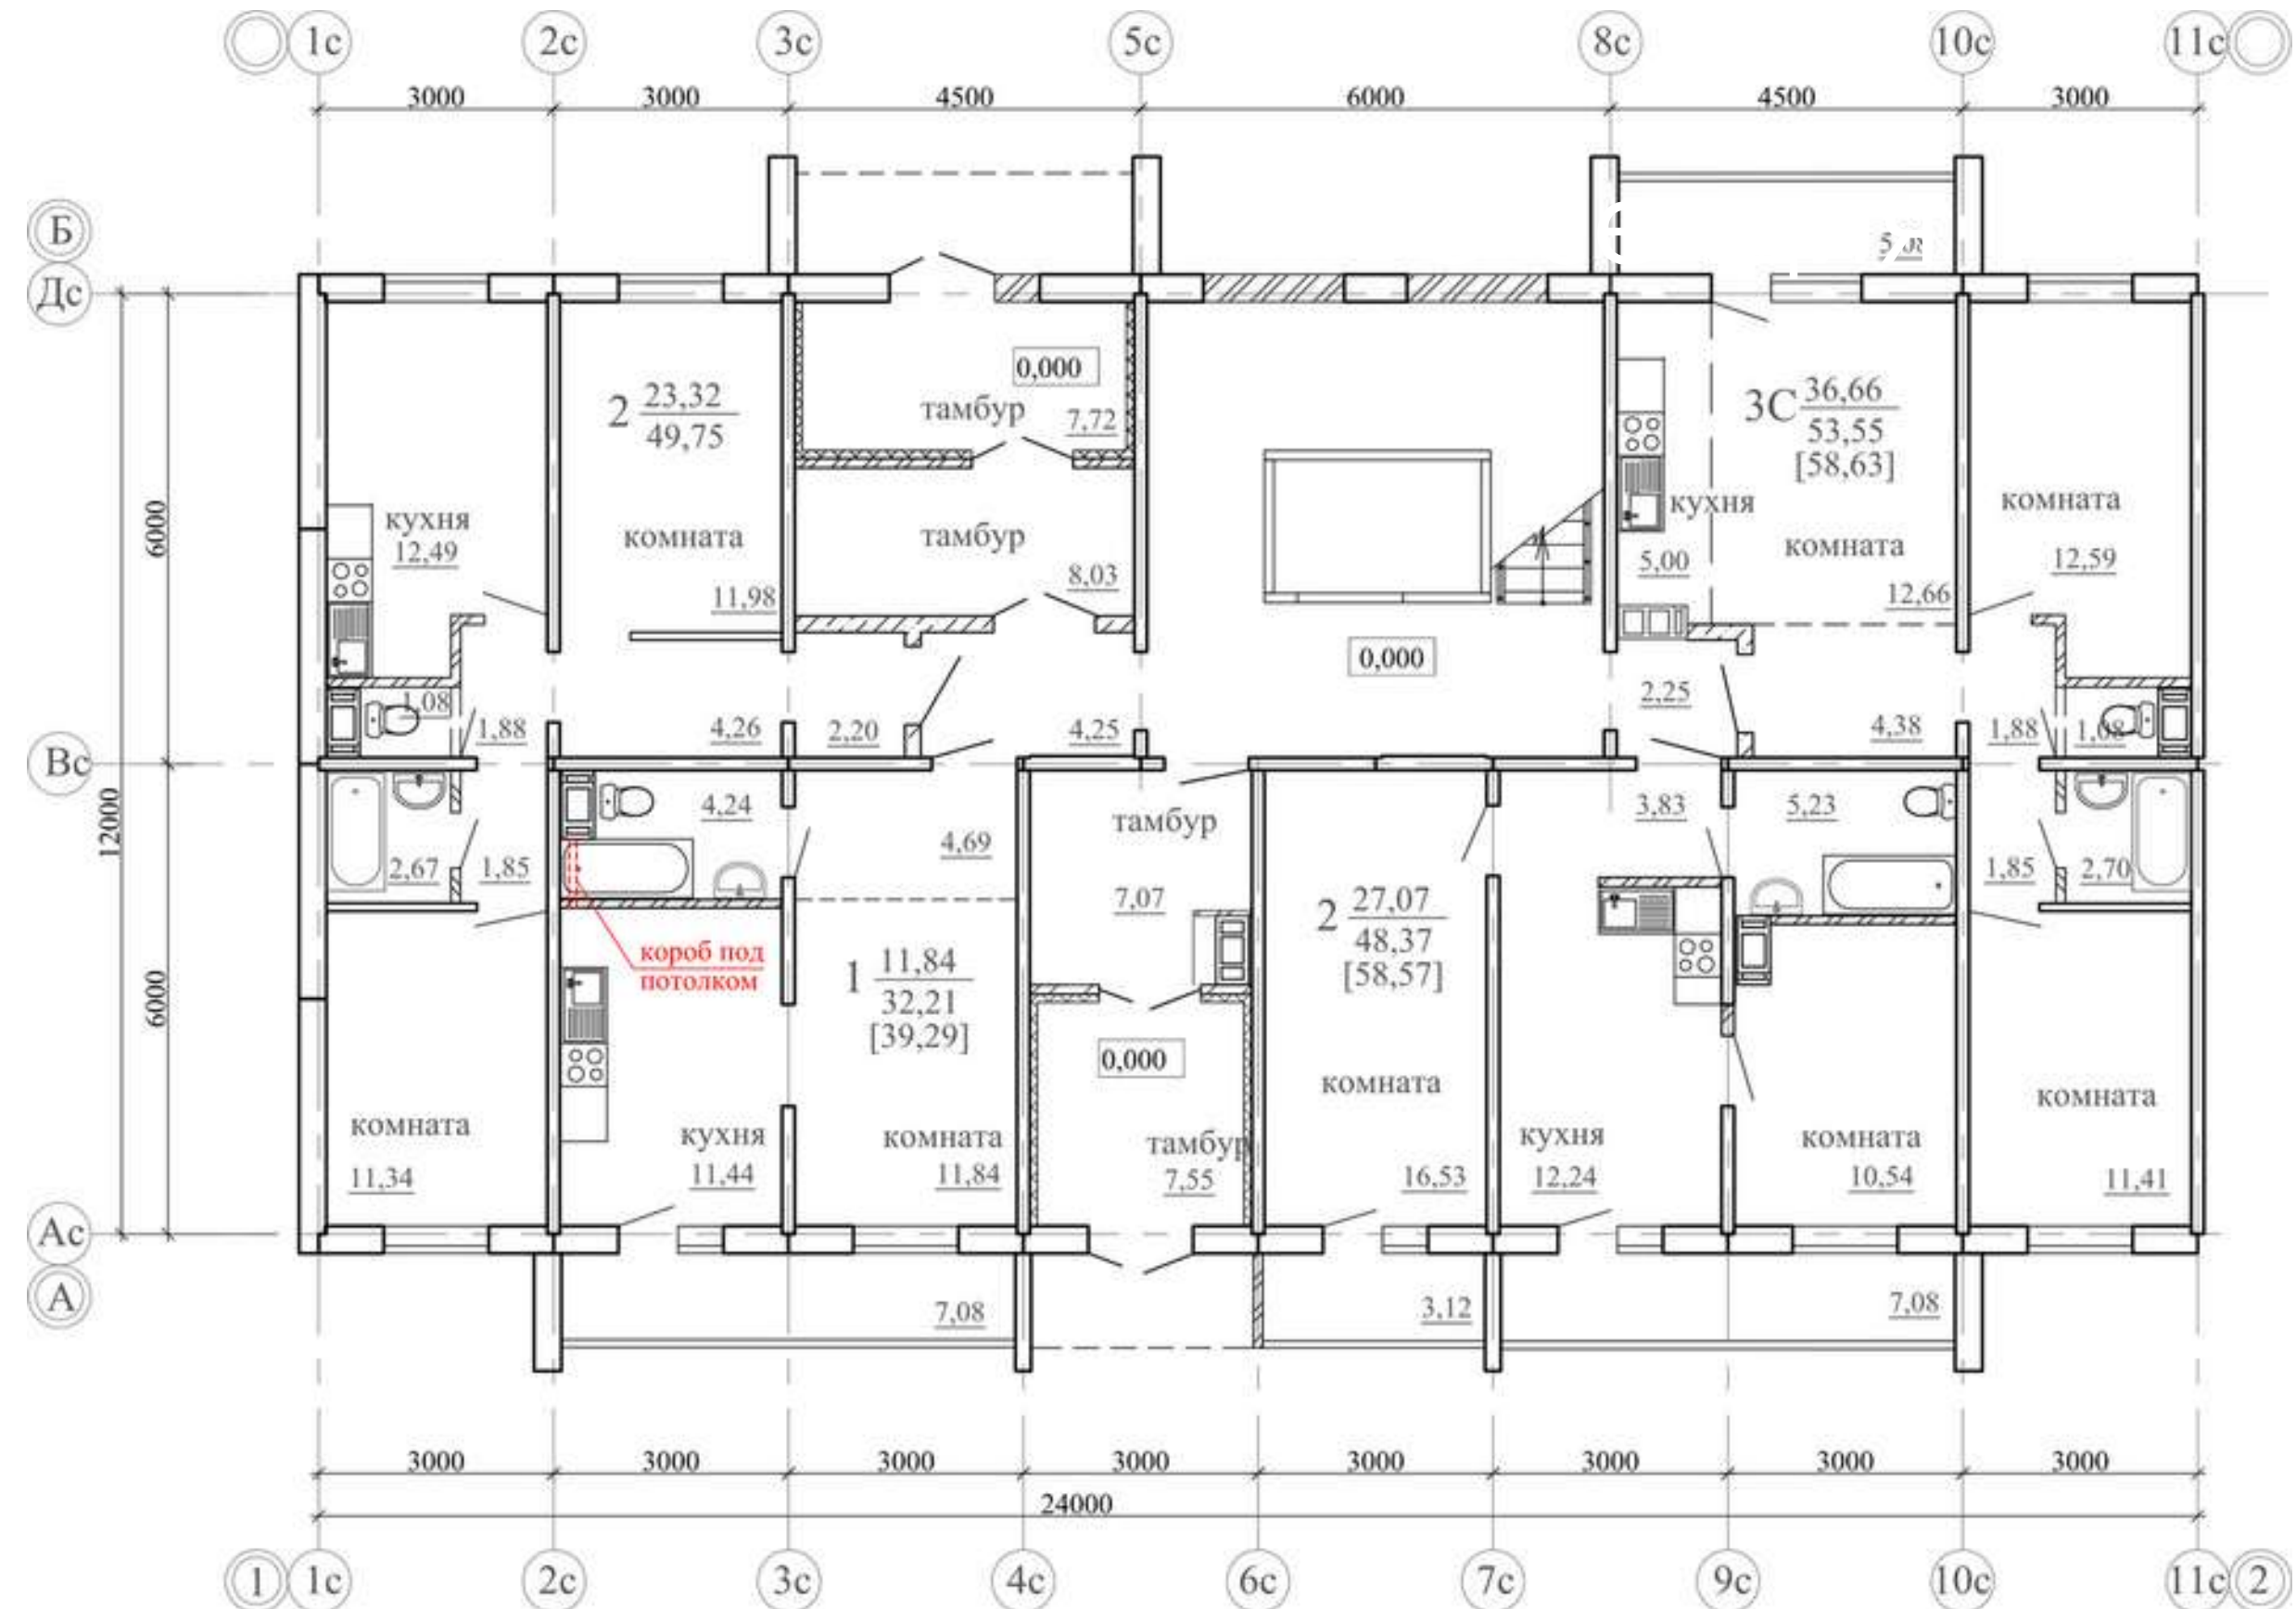 1с 2с 3с 5с 8с 10с 11с
3000 3000 4500 6000 4500 3000
Б
Дс
6000
12000
6000
Вс
Ас
А
кухня
12,49
2 23,32
49,75
комната
11,98
0,000
тамбур
7,72
тамбур
8,03
0,000
3С 36,66
53,55
[58,63]
кухня
5,00
комната
12,66
комната
12,59
1,08
1,88
4,26
2,20
4,25
2,25
4,38
1,88
1,08
2,67
1,85
4,24
4,69
тамбур
7,07
3,83
5,23
1,85
2,70
короб под
потолком
1 11,84
32,21
[39,29]
2 27,07
48,37
[58,57]
0,000
комната
11,34
кухня
11,44
комната
11,84
тамбур
7,55
комната
16,53
кухня
12,24
комната
10,54
комната
11,41
7,08
3,12
7,08
3000 3000 3000 3000 3000 3000 3000 3000
24000
1 1с 2с 3с 4с 6с 7с 9с 10с 11с 2